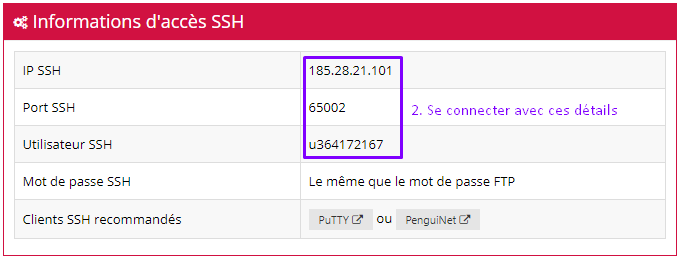 Informations d'accès SSH
IP SSH 185.28.21.101
Port SSH 65002 2. Se connecter avec ces détails
Utilisateur SSH u364172167
Mot de passe SSH Le même que le mot de passe FTP
Clients SSH recommandés PuTTY ou PenguiNet